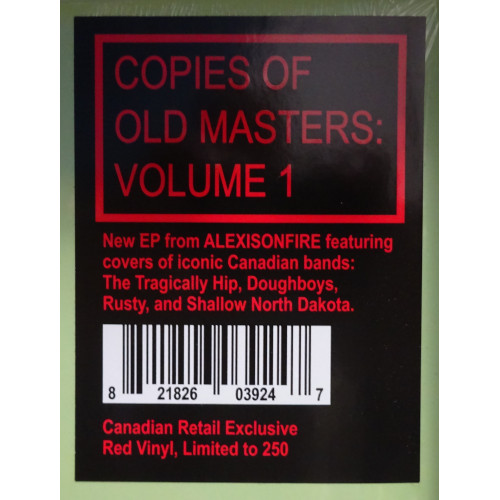 COPIES OF
OLD MASTERS:
VOLUME 1
New EP from ALEXISONFIRE featuring
covers of iconic Canadian bands:
The Tragically Hip, Doughboys,
Rusty, and Shallow North Dakota.
8 21826 03924 7
Canadian Retail Exclusive
Red Vinyl, Limited to 250